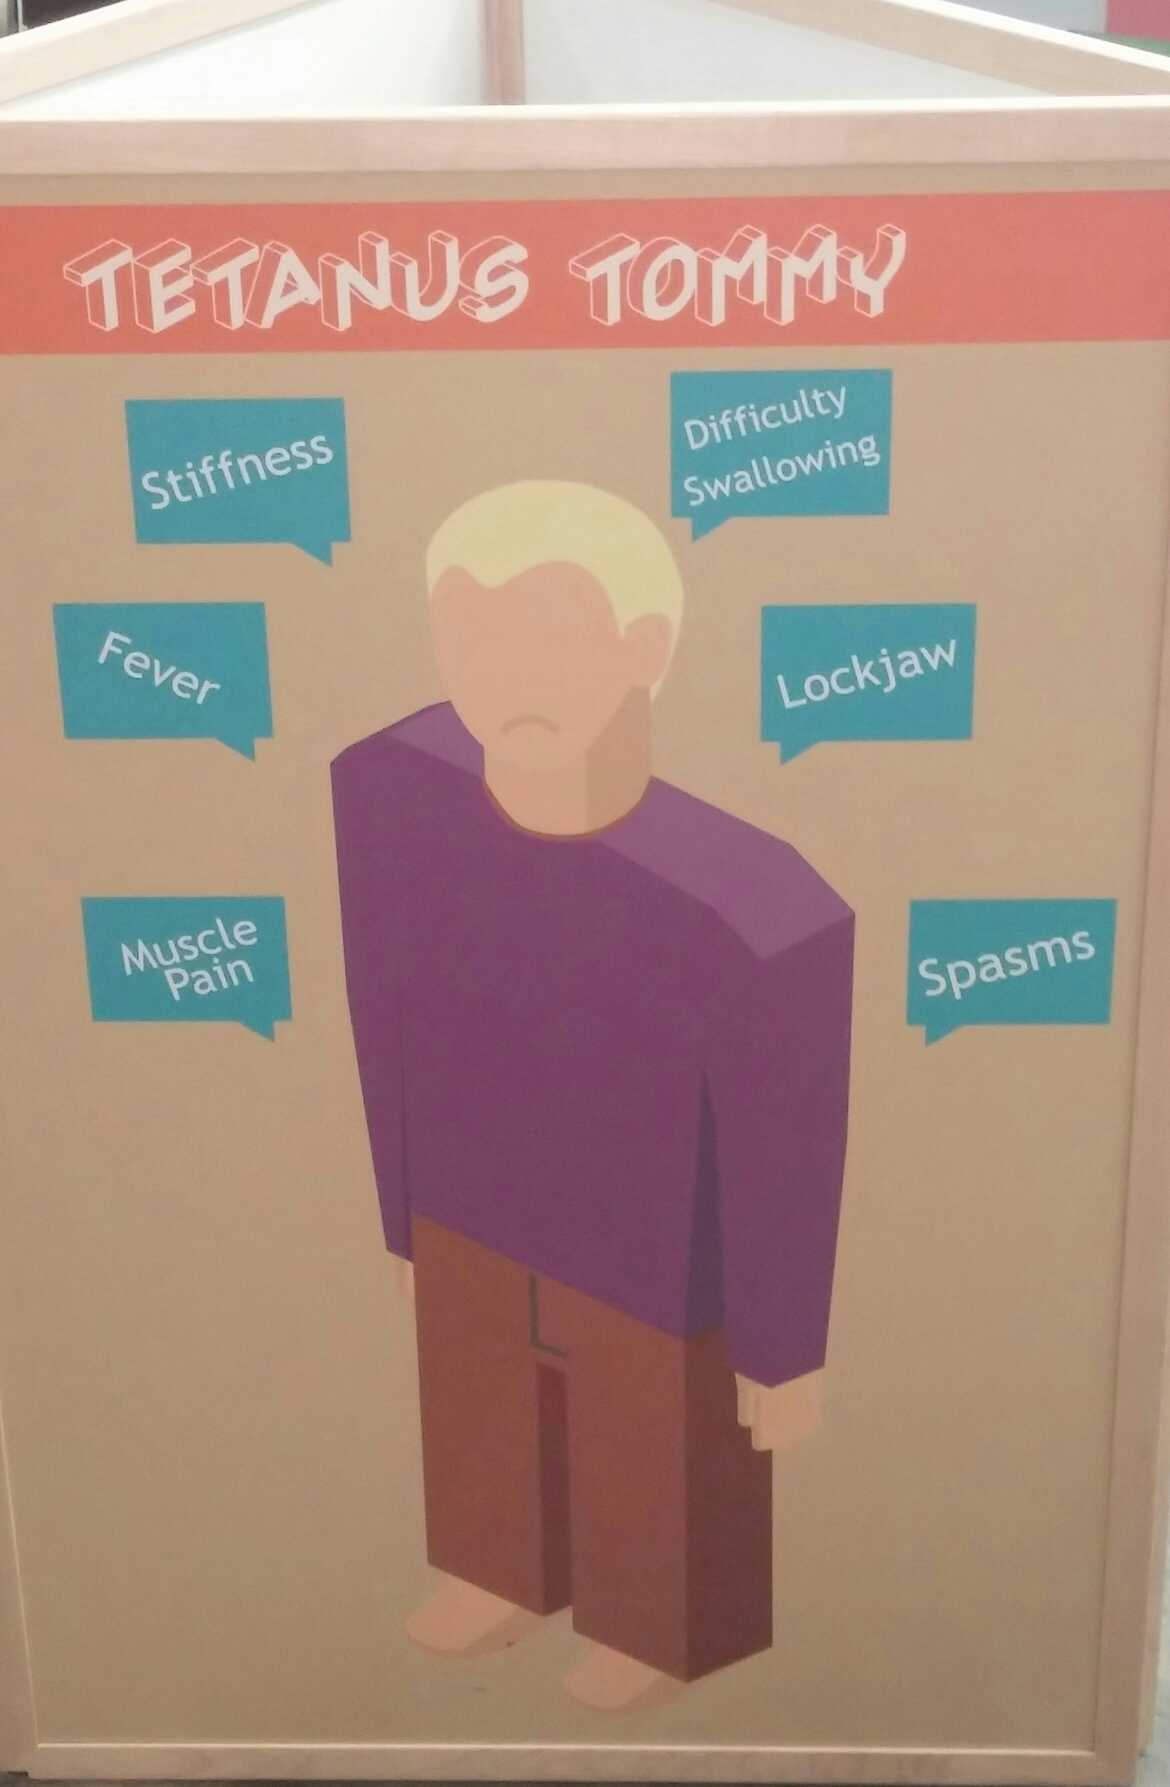 TETANUS TOMMY
Stiffness
Difficulty
Swallowing
Fever
Lockjaw
Muscle
Pain
Spasms